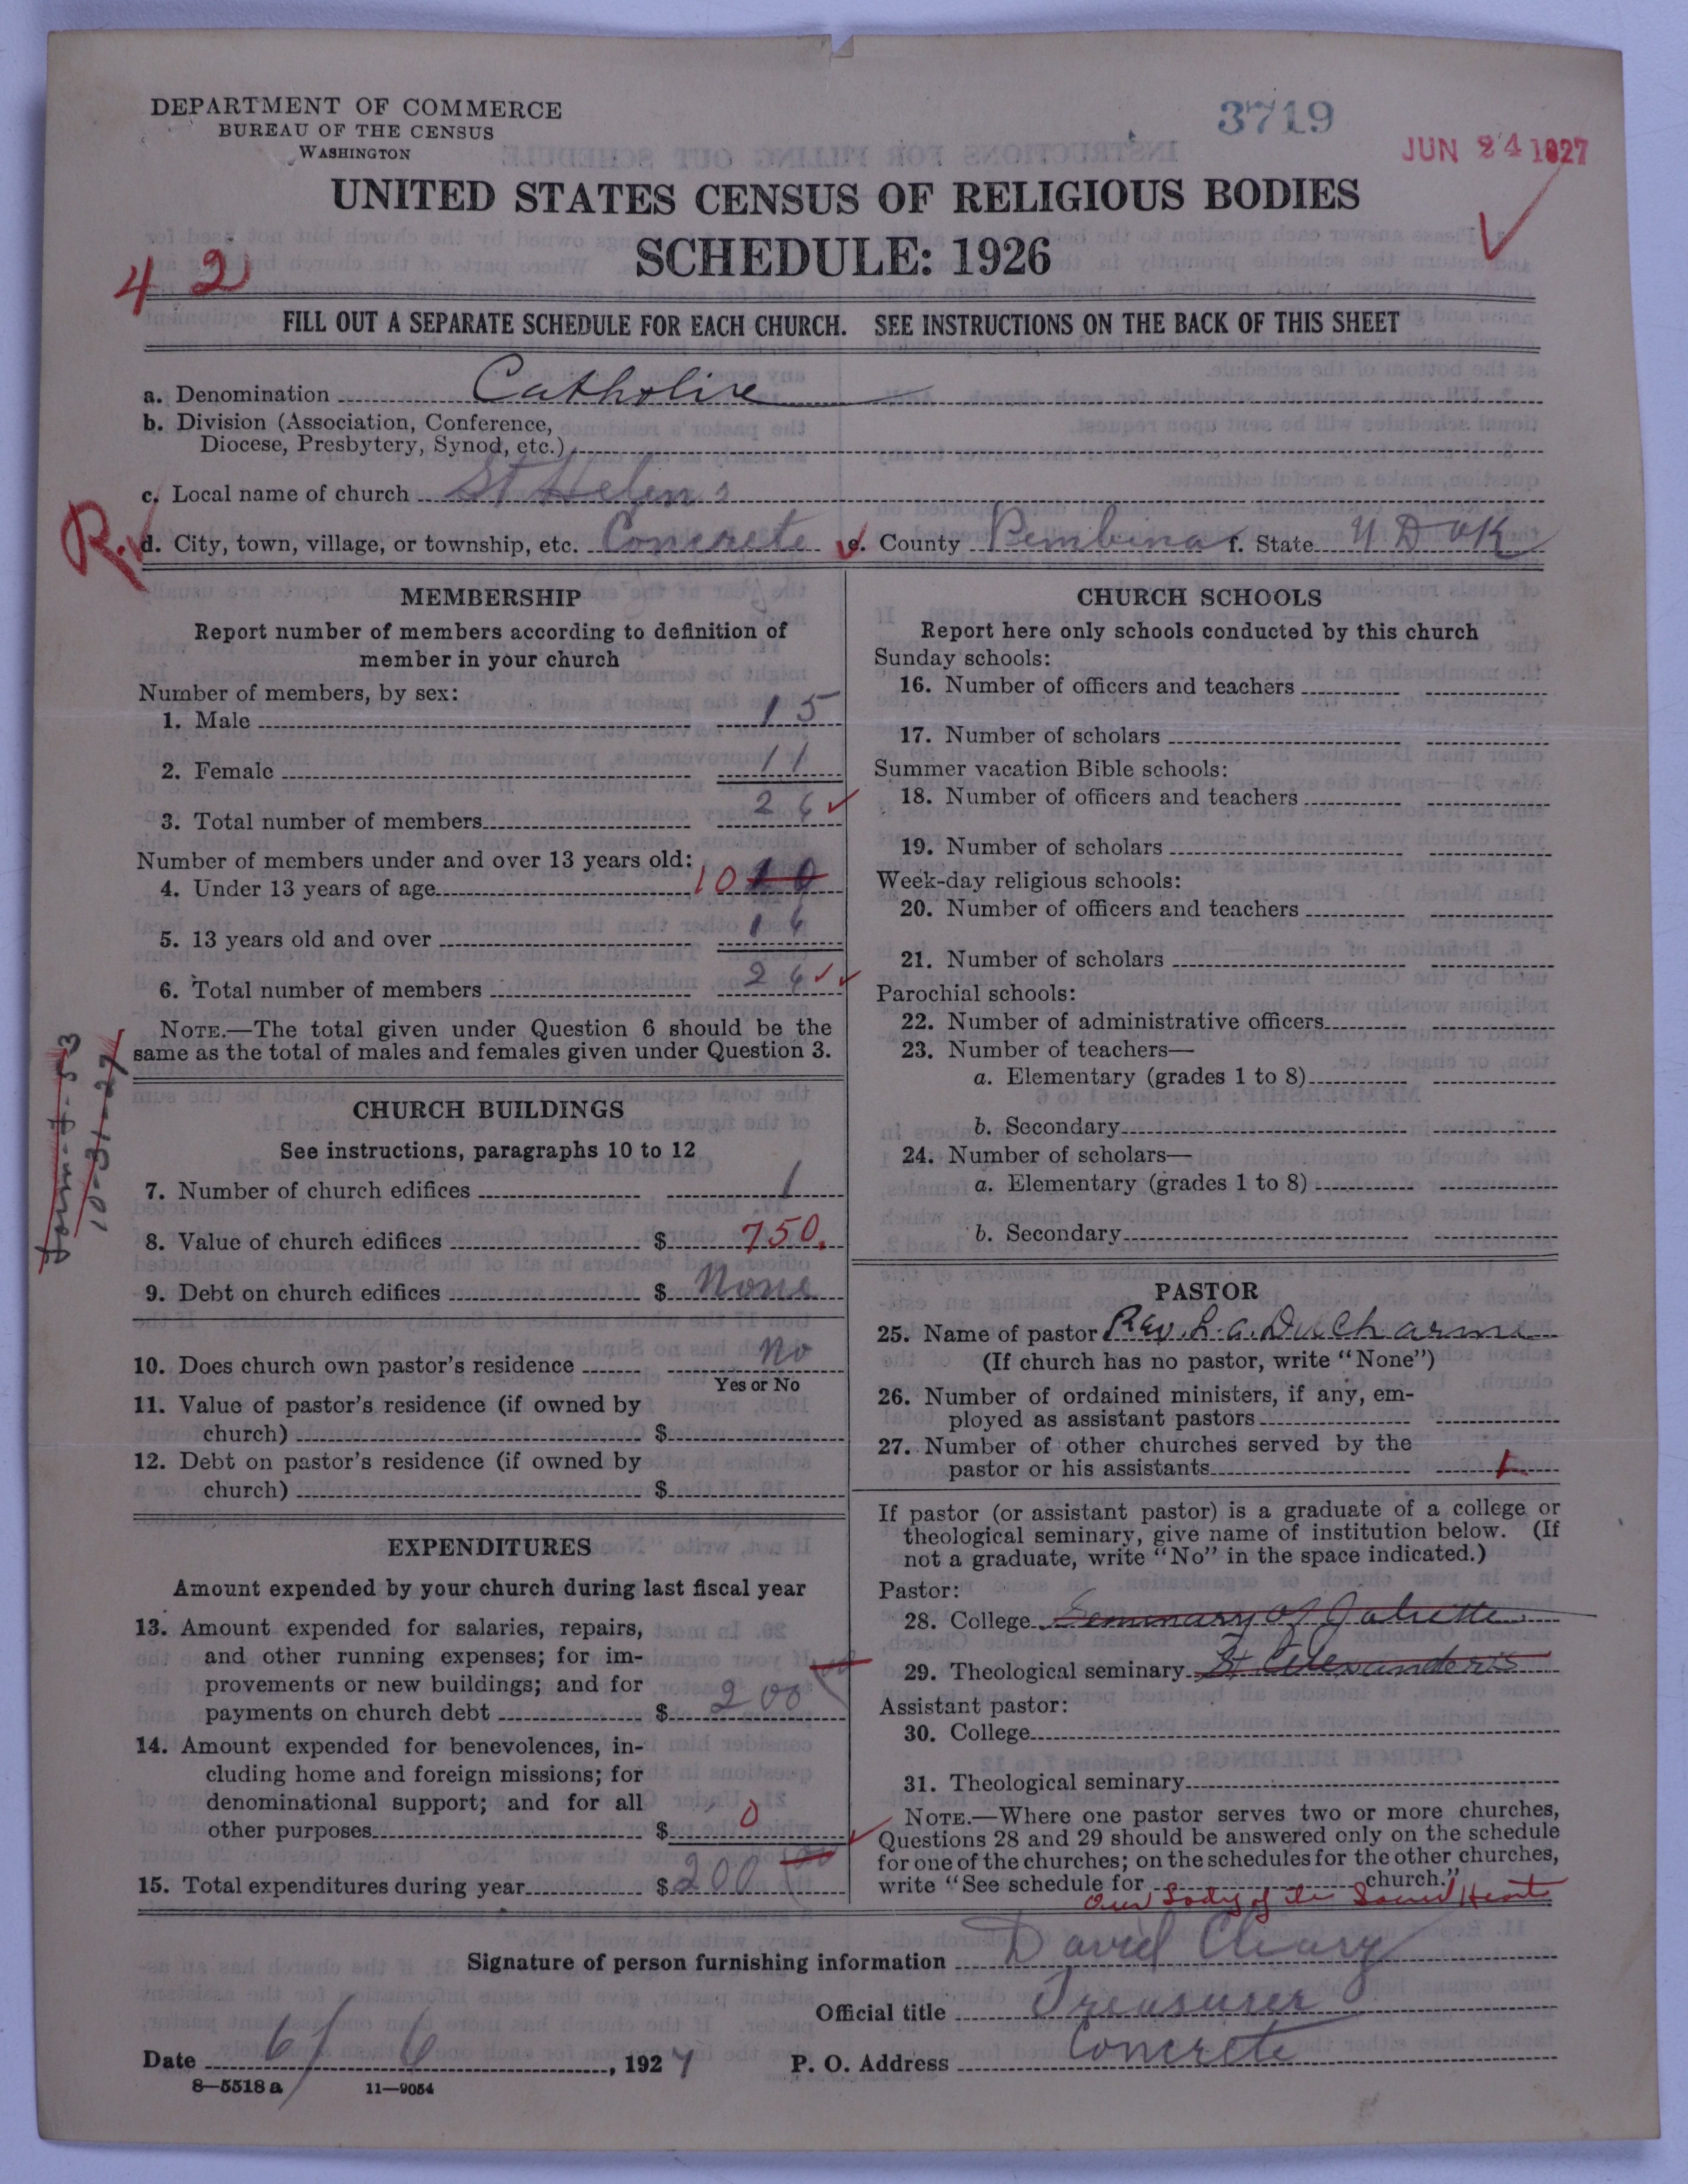 DEPARTMENT OF COMMERCE
BUREAU OF THE CENSUS
WASHINGTON
3719
JUN 24 1927
UNITED STATES CENSUS OF RELIGIOUS BODIES
SCHEDULE: 1926
42
FILL OUT A SEPARATE SCHEDULE FOR EACH CHURCH. SEE INSTRUCTIONS ON THE BACK OF THIS SHEET
a. Denomination Catholic
b. Division (Association, Conference,
Diocese, Presbytery, Synod, etc.)
c. Local name of church St Helens
R.
d. City, town, village, or township, etc. Concrete e. County Pembina f. State N Dak
MEMBERSHIP
Report number of members according to definition of
member in your church
Number of members, by sex:
1. Male 15
2. Female 11
3. Total number of members 26
Number of members under and over 13 years old:
4. Under 13 years of age 10 10
5. 13 years old and over 16
6. Total number of members 26
NOTE.—The total given under Question 6 should be the
same as the total of males and females given under Question 3.
Form 7-53
10-31-27
CHURCH BUILDINGS
See instructions, paragraphs 10 to 12
7. Number of church edifices 1
8. Value of church edifices $ 750.
9. Debt on church edifices $ None
10. Does church own pastor's residence No
Yes or No
11. Value of pastor's residence (if owned by
church) $
12. Debt on pastor's residence (if owned by
church) $
EXPENDITURES
Amount expended by your church during last fiscal year
13. Amount expended for salaries, repairs,
and other running expenses; for im-
provements or new buildings; and for
payments on church debt $ 200
14. Amount expended for benevolences, in-
cluding home and foreign missions; for
denominational support; and for all
other purposes $ 0
15. Total expenditures during year $ 200
CHURCH SCHOOLS
Report here only schools conducted by this church
Sunday schools:
16. Number of officers and teachers
17. Number of scholars
Summer vacation Bible schools:
18. Number of officers and teachers
19. Number of scholars
Week-day religious schools:
20. Number of officers and teachers
21. Number of scholars
Parochial schools:
22. Number of administrative officers
23. Number of teachers—
a. Elementary (grades 1 to 8)
b. Secondary
24. Number of scholars—
a. Elementary (grades 1 to 8)
b. Secondary
PASTOR
25. Name of pastor Rev. L. A. DuCharme
(If church has no pastor, write "None")
26. Number of ordained ministers, if any, em-
ployed as assistant pastors
27. Number of other churches served by the
pastor or his assistants 1
If pastor (or assistant pastor) is a graduate of a college or
theological seminary, give name of institution below. (If
not a graduate, write "No" in the space indicated.)
Pastor:
28. College Seminary of Joliette
29. Theological seminary St Alexander's
Assistant pastor:
30. College
31. Theological seminary
NOTE.—Where one pastor serves two or more churches,
Questions 28 and 29 should be answered only on the schedule
for one of the churches; on the schedules for the other churches,
write "See schedule for church."
Our Lady of the Sacred Heart
Signature of person furnishing information David Cleary
Official title Treasurer
Date 6/6, 1927 P. O. Address Concrete
8—5518 a 11—9054